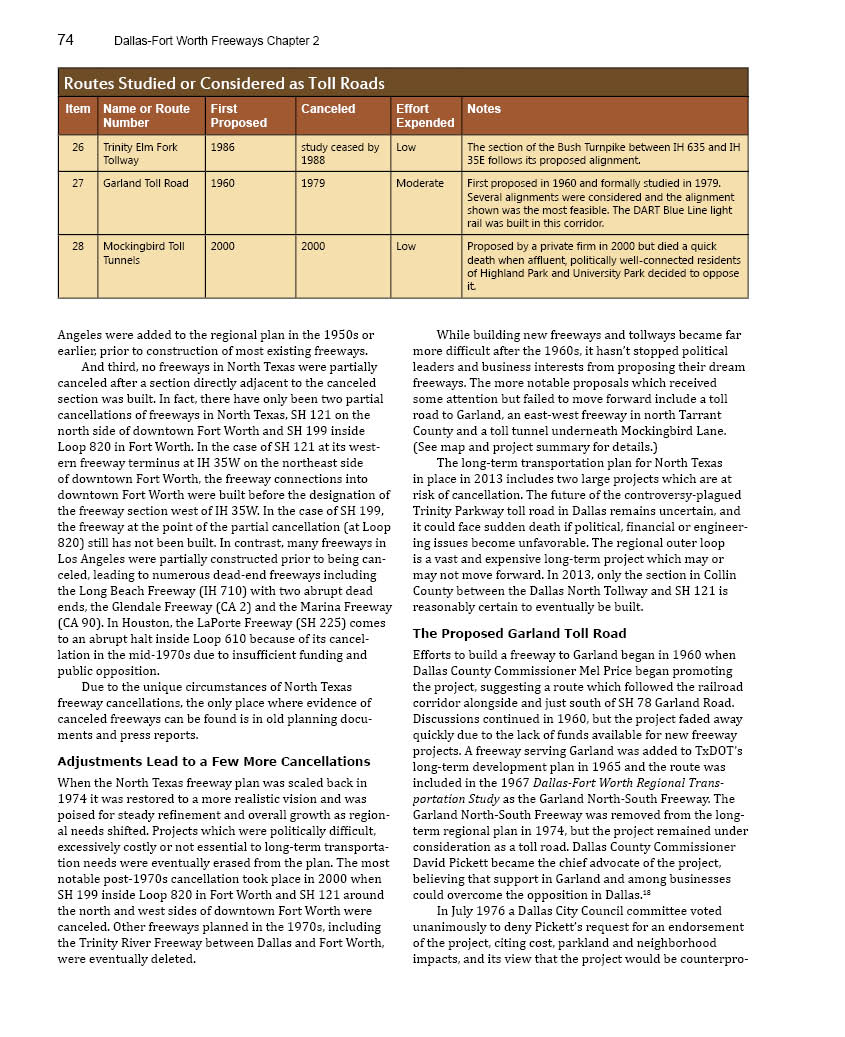 74 Dallas-Fort Worth Freeways Chapter 2
Routes Studied or Considered as Toll Roads
Item Name or Route Number First Proposed Canceled Effort Expended Notes
26 Trinity Elm Fork Tollway 1986 study ceased by 1988 Low The section of the Bush Turnpike between IH 635 and IH
35E follows its proposed alignment.
27 Garland Toll Road 1960 1979 Moderate First proposed in 1960 and formally studied in 1979.
Several alignments were considered and the alignment
shown was the most feasible. The DART Blue Line light
rail was built in this corridor.
28 Mockingbird Toll Tunnels 2000 2000 Low Proposed by a private firm in 2000 but died a quick
death when affluent, politically well-connected residents
of Highland Park and University Park decided to oppose
it.
Angeles were added to the regional plan in the 1950s or
earlier, prior to construction of most existing freeways.
And third, no freeways in North Texas were partially
canceled after a section directly adjacent to the canceled
section was built. In fact, there have only been two partial
cancellations of freeways in North Texas, SH 121 on the
north side of downtown Fort Worth and SH 199 inside
Loop 820 in Fort Worth. In the case of SH 121 at its west-
ern freeway terminus at IH 35W on the northeast side
of downtown Fort Worth, the freeway connections into
downtown Fort Worth were built before the designation of
the freeway section west of IH 35W. In the case of SH 199,
the freeway at the point of the partial cancellation (at Loop
820) still has not been built. In contrast, many freeways in
Los Angeles were partially constructed prior to being can-
celed, leading to numerous dead-end freeways including
the Long Beach Freeway (IH 710) with two abrupt dead
ends, the Glendale Freeway (CA 2) and the Marina Freeway
(CA 90). In Houston, the LaPorte Freeway (SH 225) comes
to an abrupt halt inside Loop 610 because of its cancel-
lation in the mid-1970s due to insufficient funding and
public opposition.
Due to the unique circumstances of North Texas
freeway cancellations, the only place where evidence of
canceled freeways can be found is in old planning docu-
ments and press reports.
Adjustments Lead to a Few More Cancellations
When the North Texas freeway plan was scaled back in
1974 it was restored to a more realistic vision and was
poised for steady refinement and overall growth as region-
al needs shifted. Projects which were politically difficult,
excessively costly or not essential to long-term transporta-
tion needs were eventually erased from the plan. The most
notable post-1970s cancellation took place in 2000 when
SH 199 inside Loop 820 in Fort Worth and SH 121 around
the north and west sides of downtown Fort Worth were
canceled. Other freeways planned in the 1970s, including
the Trinity River Freeway between Dallas and Fort Worth,
were eventually deleted.
While building new freeways and tollways became far
more difficult after the 1960s, it hasn't stopped political
leaders and business interests from proposing their dream
freeways. The more notable proposals which received
some attention but failed to move forward include a toll
road to Garland, an east-west freeway in north Tarrant
County and a toll tunnel underneath Mockingbird Lane.
(See map and project summary for details.)
The long-term transportation plan for North Texas
in place in 2013 includes two large projects which are at
risk of cancellation. The future of the controversy-plagued
Trinity Parkway toll road in Dallas remains uncertain, and
it could face sudden death if political, financial or engineer-
ing issues become unfavorable. The regional outer loop
is a vast and expensive long-term project which may or
may not move forward. In 2013, only the section in Collin
County between the Dallas North Tollway and SH 121 is
reasonably certain to eventually be built.
The Proposed Garland Toll Road
Efforts to build a freeway to Garland began in 1960 when
Dallas County Commissioner Mel Price began promoting
the project, suggesting a route which followed the railroad
corridor alongside and just south of SH 78 Garland Road.
Discussions continued in 1960, but the project faded away
quickly due to the lack of funds available for new freeway
projects. A freeway serving Garland was added to TxDOT's
long-term development plan in 1965 and the route was
included in the 1967 Dallas-Fort Worth Regional Trans-
portation Study as the Garland North-South Freeway. The
Garland North-South Freeway was removed from the long-
term regional plan in 1974, but the project remained under
consideration as a toll road. Dallas County Commissioner
David Pickett became the chief advocate of the project,
believing that support in Garland and among businesses
could overcome the opposition in Dallas.¹⁸
In July 1976 a Dallas City Council committee voted
unanimously to deny Pickett's request for an endorsement
of the project, citing cost, parkland and neighborhood
impacts, and its view that the project would be counterpro-